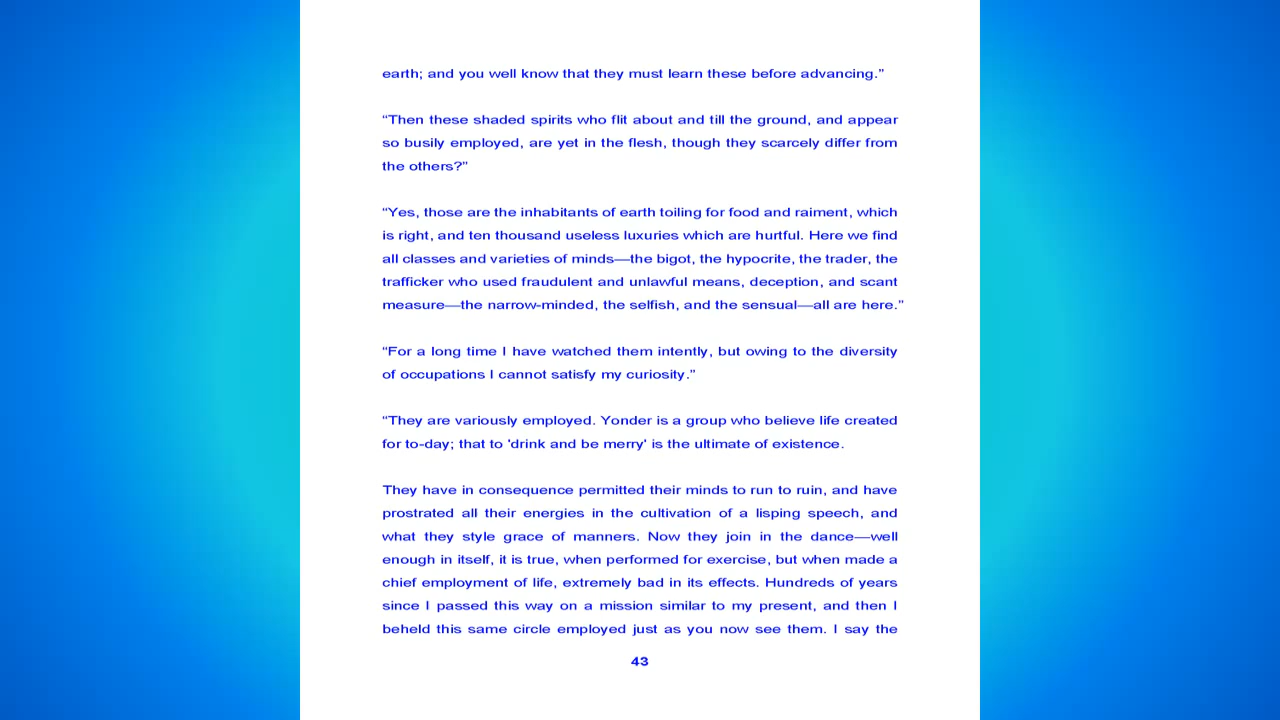 earth; and you well know that they must learn these before advancing.”
“Then these shaded spirits who flit about and till the ground, and appear
so busily employed, are yet in the flesh, though they scarcely differ from
the others?”
“Yes, those are the inhabitants of earth toiling for food and raiment, which
is right, and ten thousand useless luxuries which are hurtful. Here we find
all classes and varieties of minds—the bigot, the hypocrite, the trader, the
trafficker who used fraudulent and unlawful means, deception, and scant
measure—the narrow-minded, the selfish, and the sensual—all are here.”
“For a long time I have watched them intently, but owing to the diversity
of occupations I cannot satisfy my curiosity.”
“They are variously employed. Yonder is a group who believe life created
for to-day; that to 'drink and be merry' is the ultimate of existence.
They have in consequence permitted their minds to run to ruin, and have
prostrated all their energies in the cultivation of a lisping speech, and
what they style grace of manners. Now they join in the dance—well
enough in itself, it is true, when performed for exercise, but when made a
chief employment of life, extremely bad in its effects. Hundreds of years
since I passed this way on a mission similar to my present, and then I
beheld this same circle employed just as you now see them. I say the
43